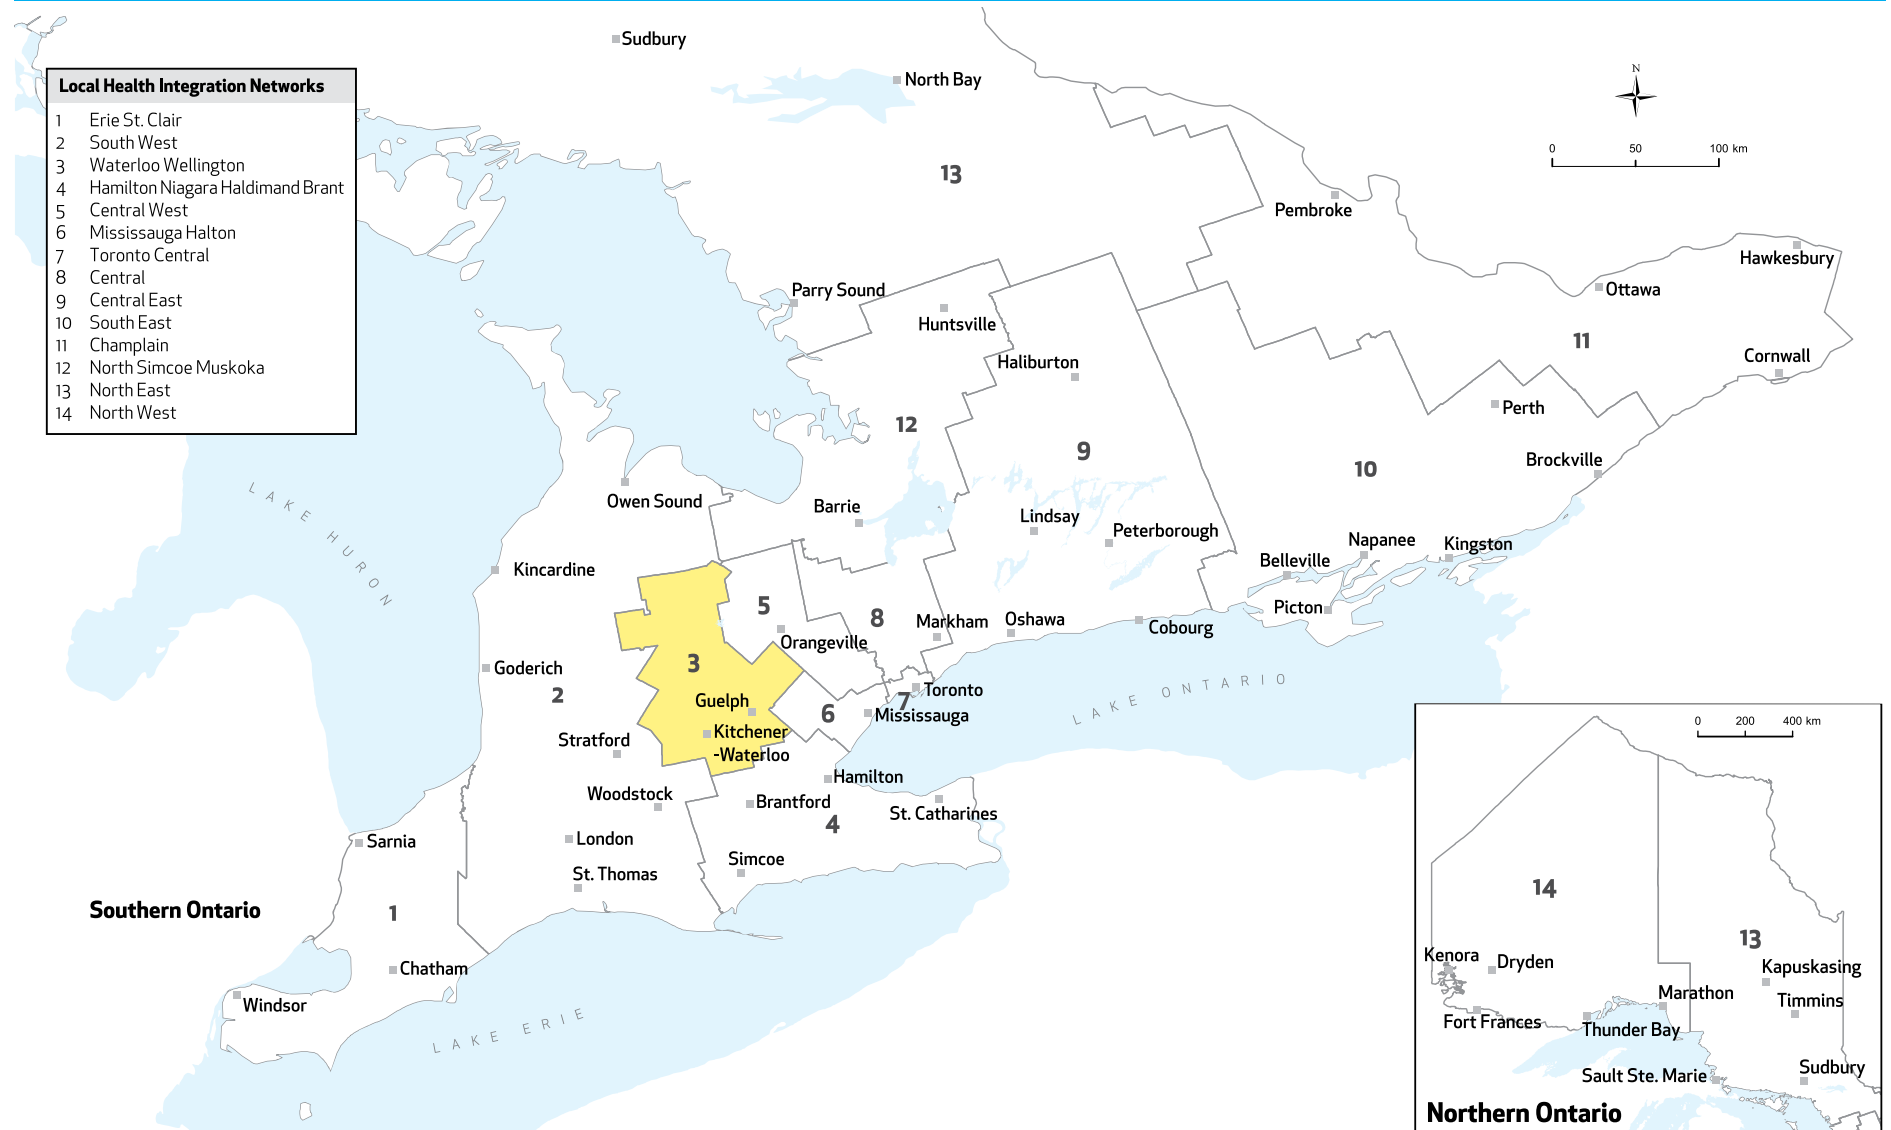 Sudbury
North Bay
N
0 50 100 km
Local Health Integration Networks
1 Erie St. Clair
2 South West
3 Waterloo Wellington
4 Hamilton Niagara Haldimand Brant
5 Central West
6 Mississauga Halton
7 Toronto Central
8 Central
9 Central East
10 South East
11 Champlain
12 North Simcoe Muskoka
13 North East
14 North West
13
Pembroke
Hawkesbury
Parry Sound
Ottawa
Huntsville
11
Haliburton
Cornwall
Perth
12
9
10
Brockville
Owen Sound
LAKE HURON
Barrie
Lindsay
Peterborough
Napanee
Kingston
Belleville
Kincardine
5
Picton
8
Markham
Oshawa
Cobourg
Orangeville
3
Goderich
2
Guelph
7
Toronto
LAKE ONTARIO
6
Mississauga
Stratford
Kitchener
-Waterloo
Hamilton
Woodstock
Brantford
St. Catharines
4
London
Sarnia
Simcoe
St. Thomas
Southern Ontario
1
Chatham
Windsor
LAKE ERIE
0 200 400 km
14
13
Kenora
Dryden
Kapuskasing
Marathon
Timmins
Fort Frances
Thunder Bay
Sault Ste. Marie
Sudbury
Northern Ontario